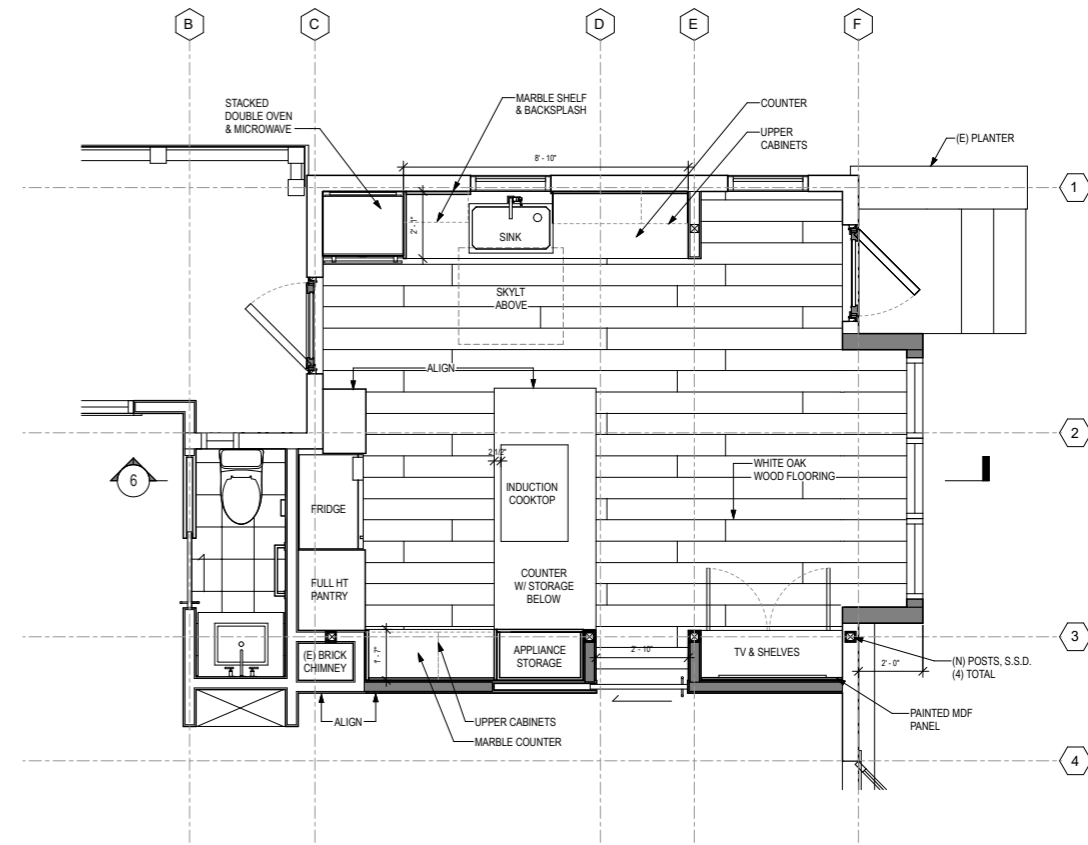 B
C
D
E
F
STACKED
DOUBLE OVEN
& MICROWAVE
MARBLE SHELF
& BACKSPLASH
COUNTER
UPPER
CABINETS
(E) PLANTER
8' - 10"
1
2' - 1"
SINK
SKYLT
ABOVE
ALIGN
2
2 1/2"
WHITE OAK
WOOD FLOORING
6
INDUCTION
COOKTOP
FRIDGE
FULL HT
PANTRY
COUNTER
W/ STORAGE
BELOW
3
(E) BRICK
CHIMNEY
1' - 7"
APPLIANCE
STORAGE
2' - 10"
TV & SHELVES
2' - 0"
(N) POSTS, S.S.D.
(4) TOTAL
ALIGN
UPPER CABINETS
MARBLE COUNTER
PAINTED MDF
PANEL
4